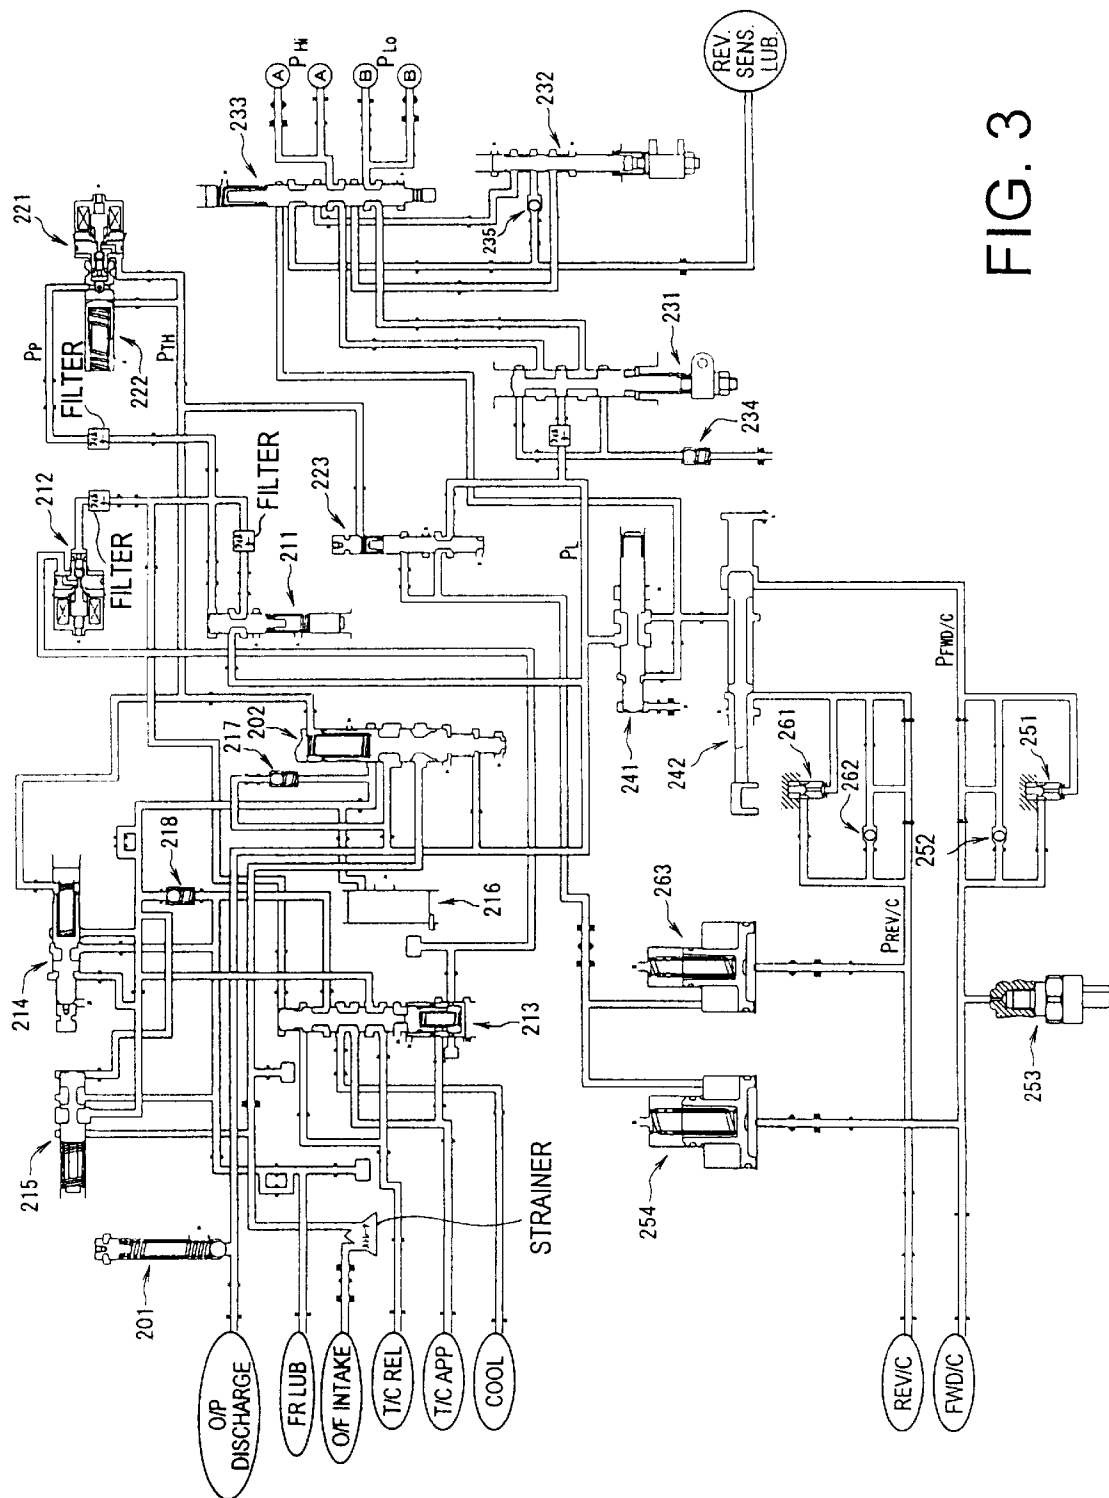 FIG. 3
REV.
SENS.
LUB.
A
A
B
B
PHi
PLo
233
232
235
231
234
221
222
PP
PTH
FILTER
212
FILTER
FILTER
211
223
PL
241
242
202
217
218
216
214
213
215
201
STRAINER
O/P
DISCHARGE
FR LUB
O/F INTAKE
T/C REL
T/C APP
COOL
PFWD/C
261
262
251
252
263
PREV/C
254
253
REV/C
FWD/C